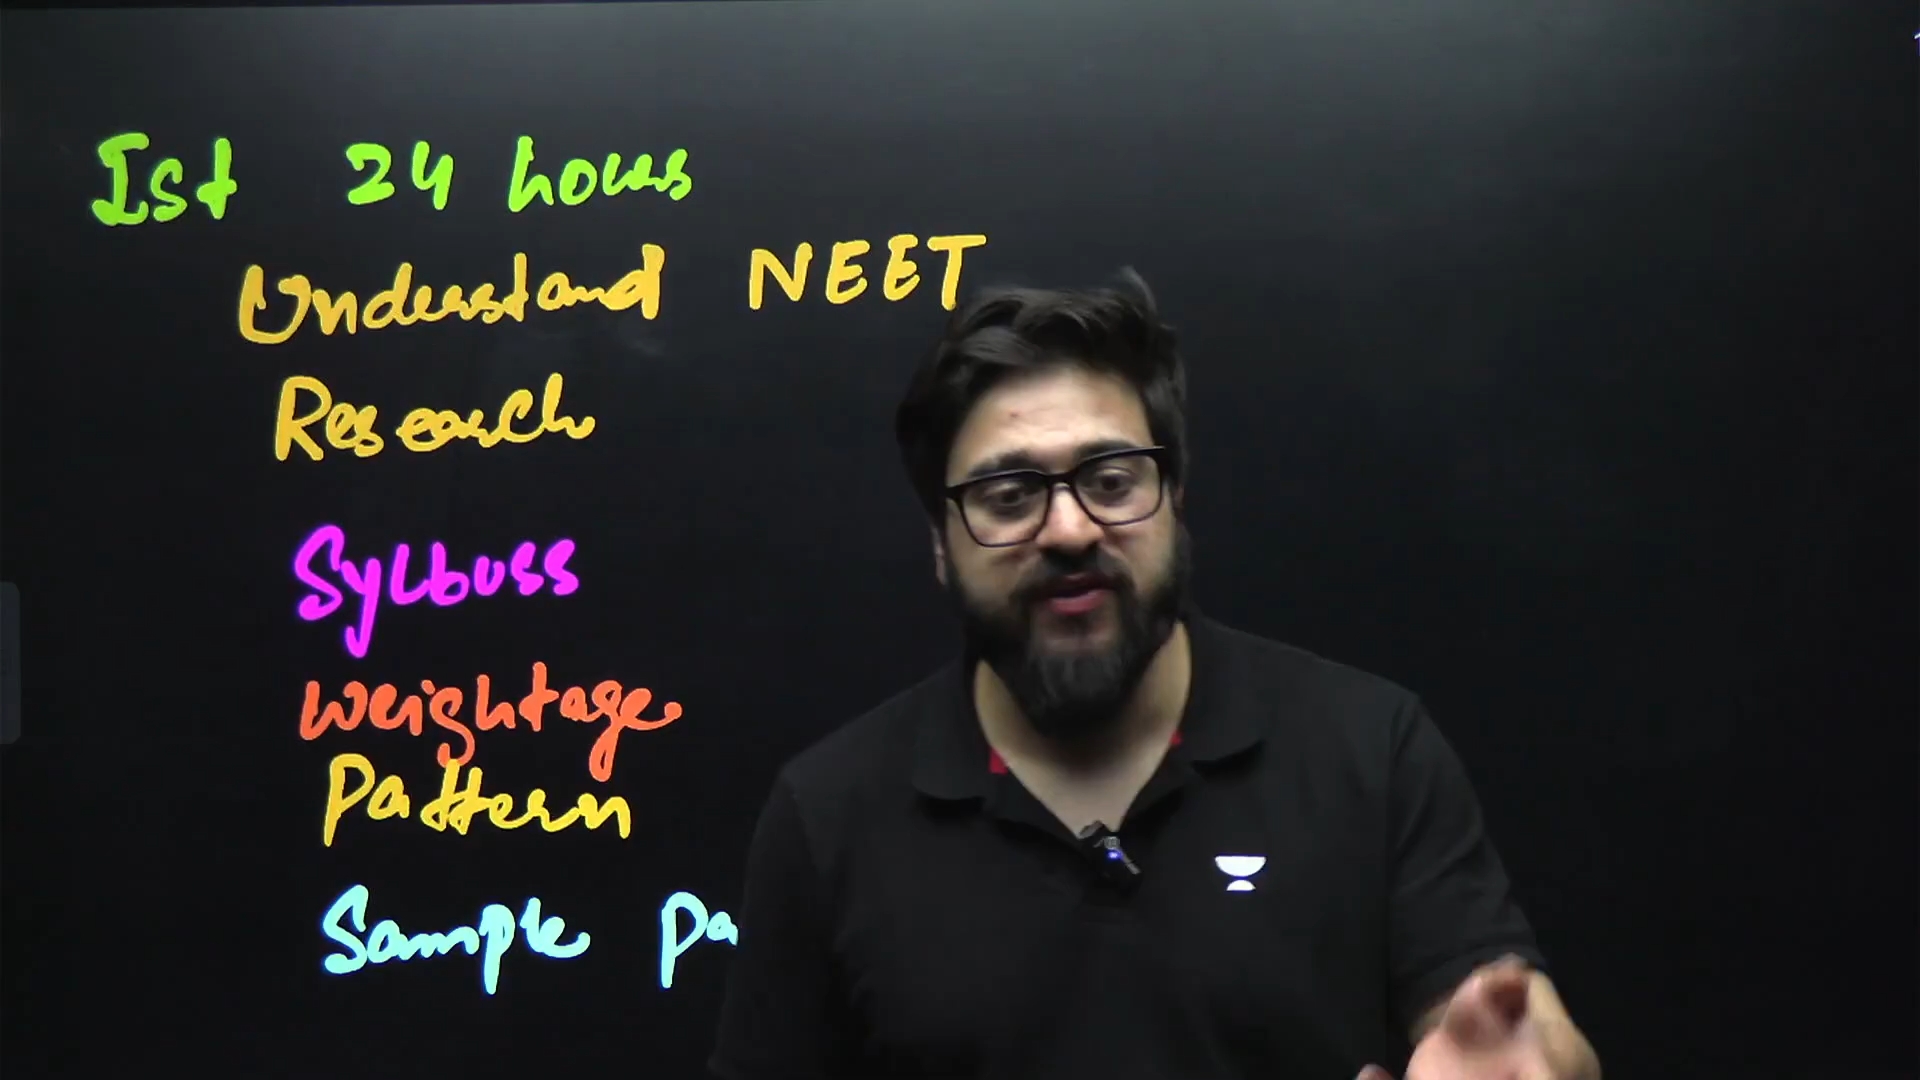 Ist 24 hours
Understand NEET
Research
Sylbuss
Weightage
Pattern
Sample Pa